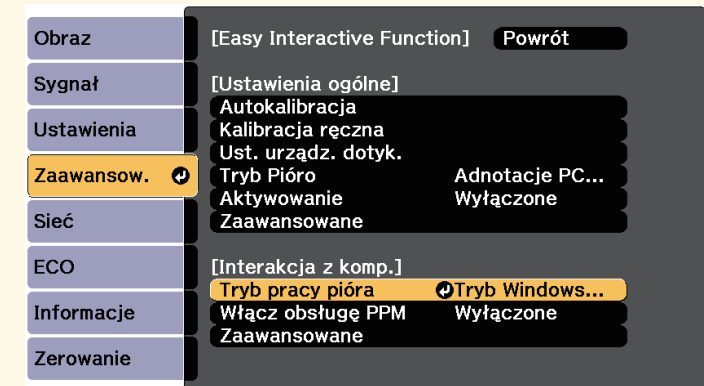 Obraz
Sygnał
Ustawienia
Zaawansow.
Sieć
ECO
Informacje
Zerowanie
[Easy Interactive Function] Powrót
[Ustawienia ogólne]
Autokalibracja
Kalibracja ręczna
Ust. urządz. dotyk.
Tryb Pióro Adnotacje PC...
Aktywowanie Wyłączone
Zaawansowane
[Interakcja z komp.]
Tryb pracy pióra Tryb Windows...
Włącz obsługę PPM Wyłączone
Zaawansowane